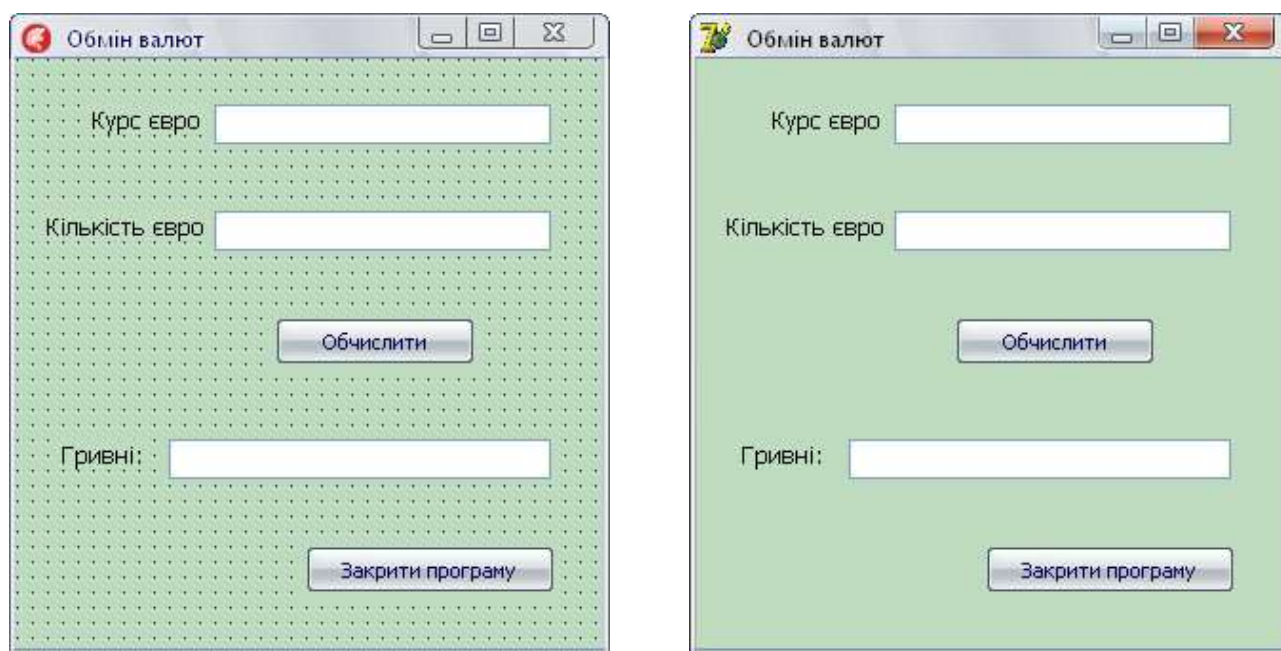 Обмін валют
Курс євро
Кількість євро
Обчислити
Гривні:
Закрити програму
7 Обмін валют
Курс євро
Кількість євро
Обчислити
Гривні:
Закрити програму